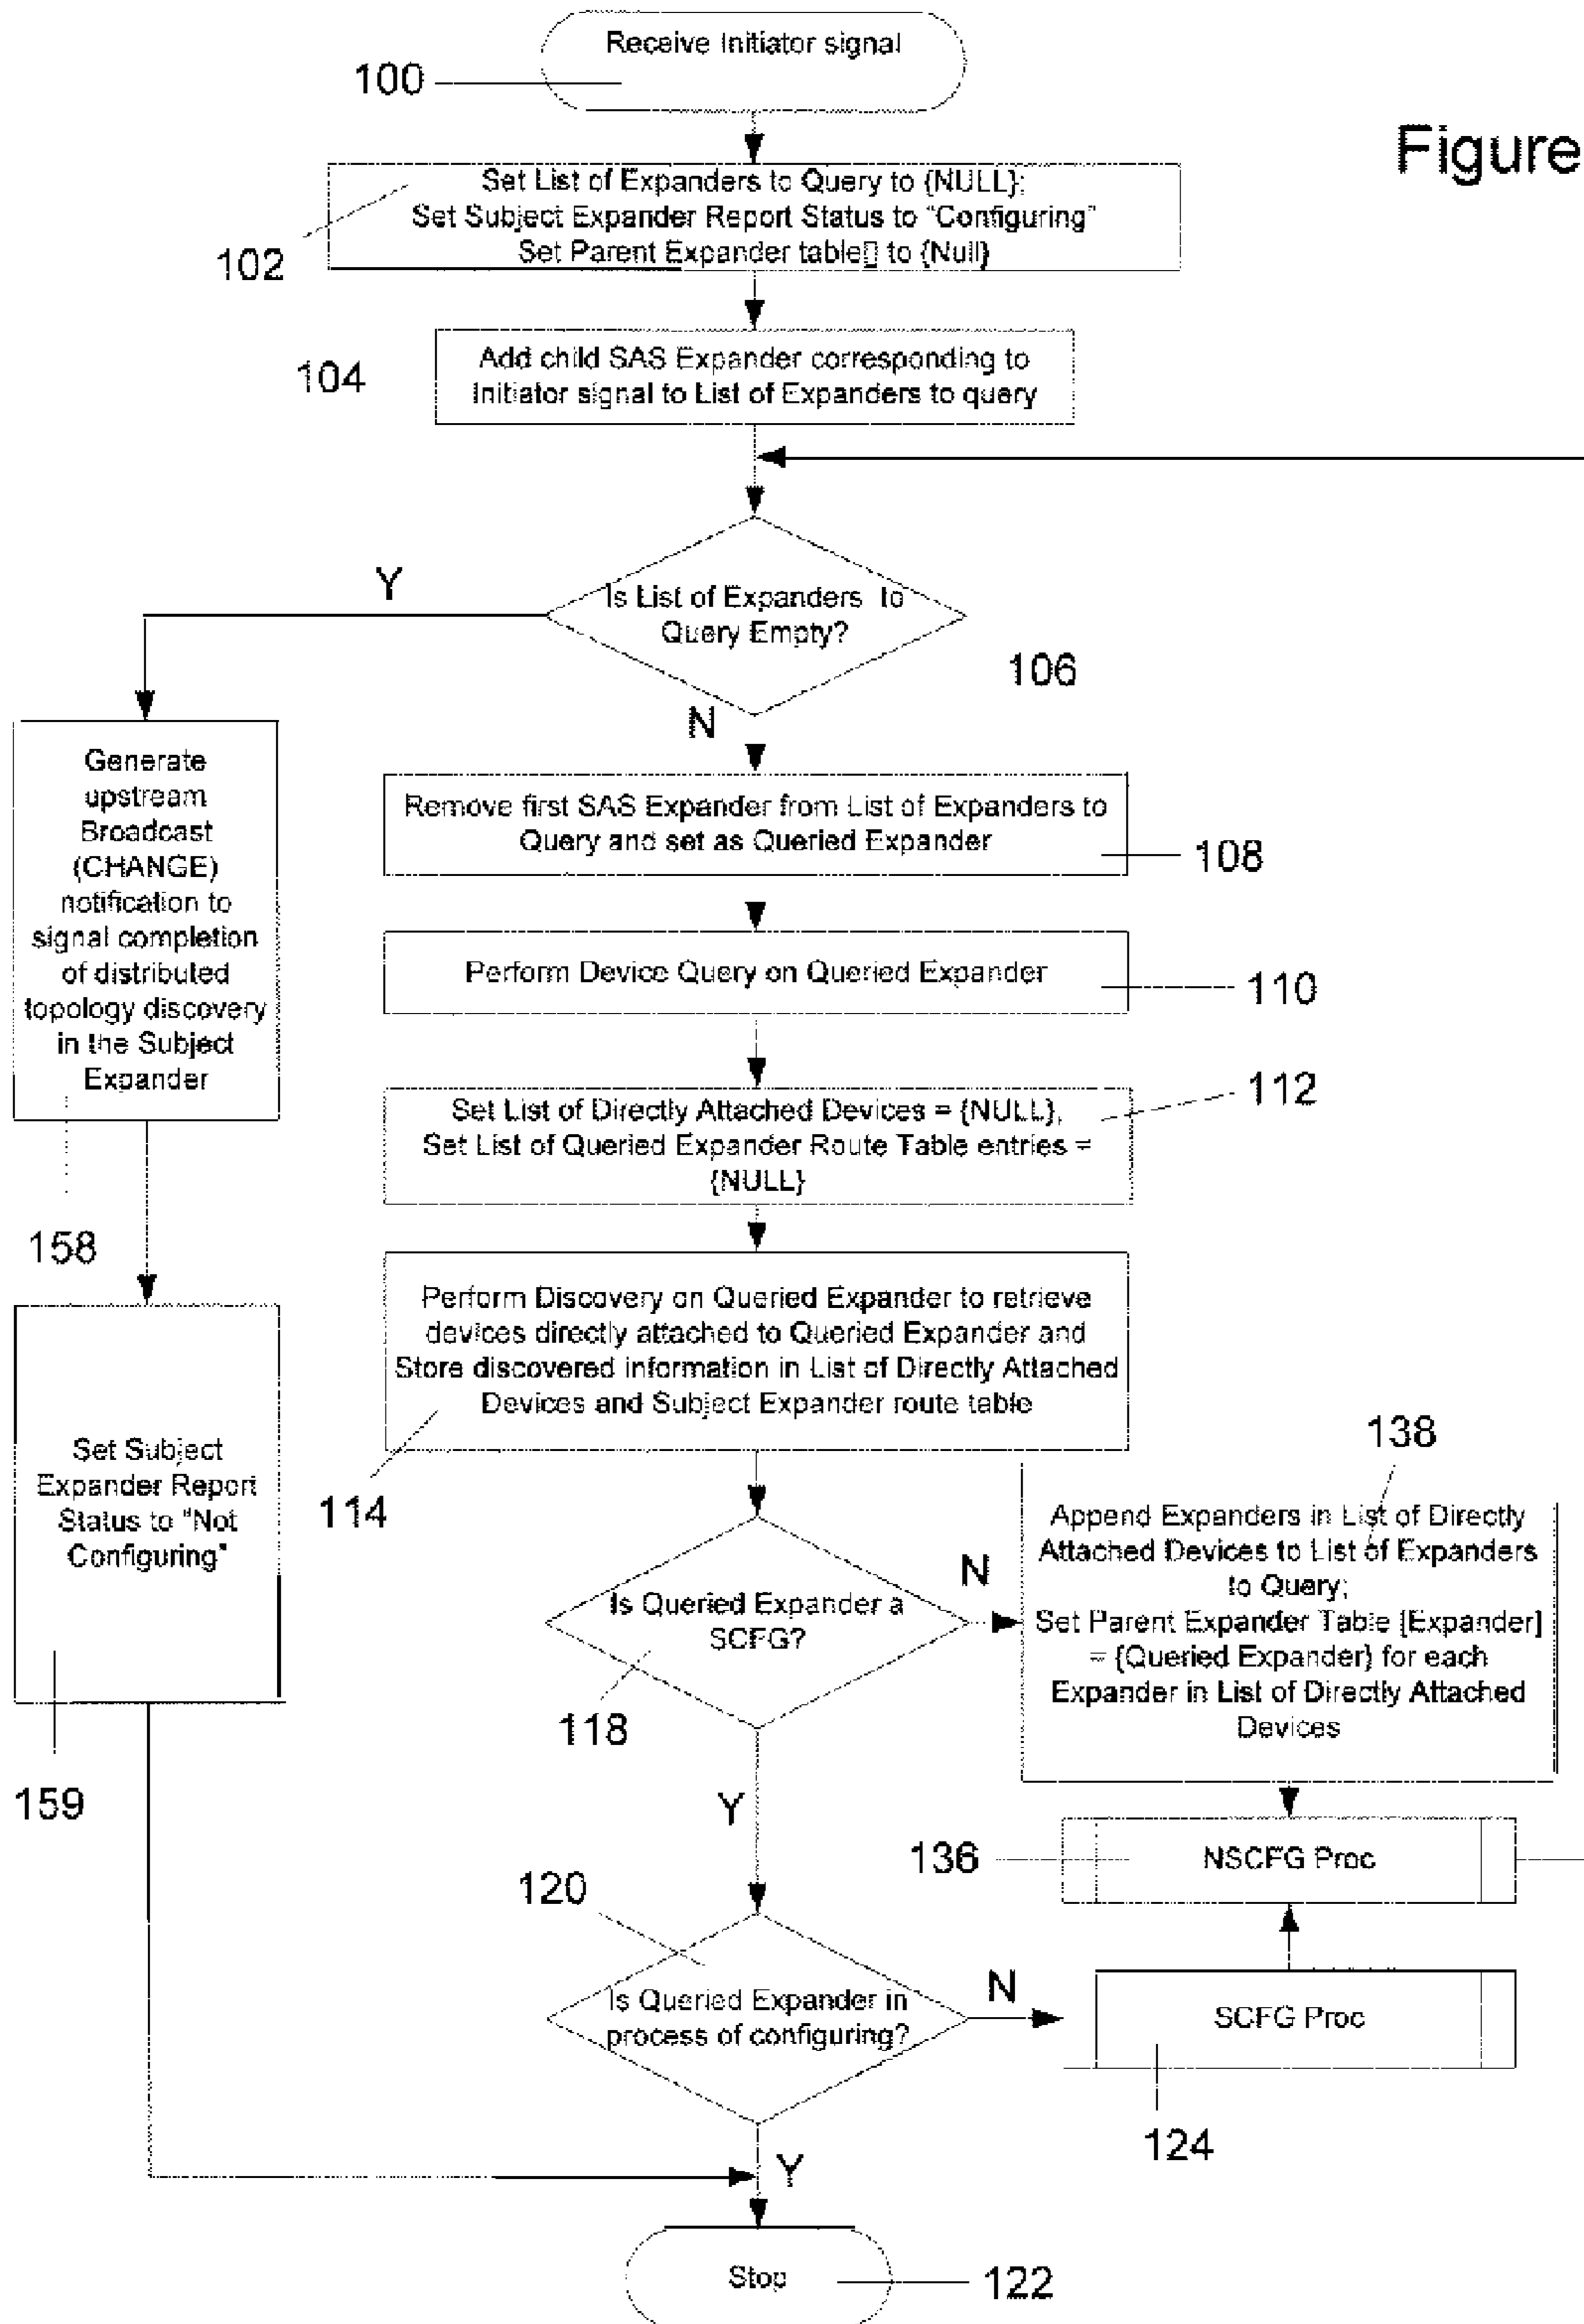 Receive Initiator signal
100
Figure
Set List of Expanders to Query to {NULL};
Set Subject Expander Report Status to "Configuring"
Set Parent Expander table[] to {Null}
102
104
Add child SAS Expander corresponding to
Initiator signal to List of Expanders to query
Y
Is List of Expanders to
Query Empty?
106
N
Generate
upstream
Broadcast
(CHANGE)
notification to
signal completion
of distributed
topology discovery
in the Subject
Expander
158
Remove first SAS Expander from List of Expanders to
Query and set as Queried Expander
108
Perform Device Query on Queried Expander
110
112
Set List of Directly Attached Devices = {NULL},
Set List of Queried Expander Route Table entries =
{NULL}
Perform Discovery on Queried Expander to retrieve
devices directly attached to Queried Expander and
Store discovered information in List of Directly Attached
Devices and Subject Expander route table
114
Set Subject
Expander Report
Status to "Not
Configuring"
159
138
Append Expanders in List of Directly
Attached Devices to List of Expanders
to Query;
Set Parent Expander Table [Expander]
= {Queried Expander} for each
Expander in List of Directly Attached
Devices
N
Is Queried Expander a
SCFG?
118
Y
136
NSCFG Proc
120
Is Queried Expander in
process of configuring?
N
SCFG Proc
124
Y
Stop
122